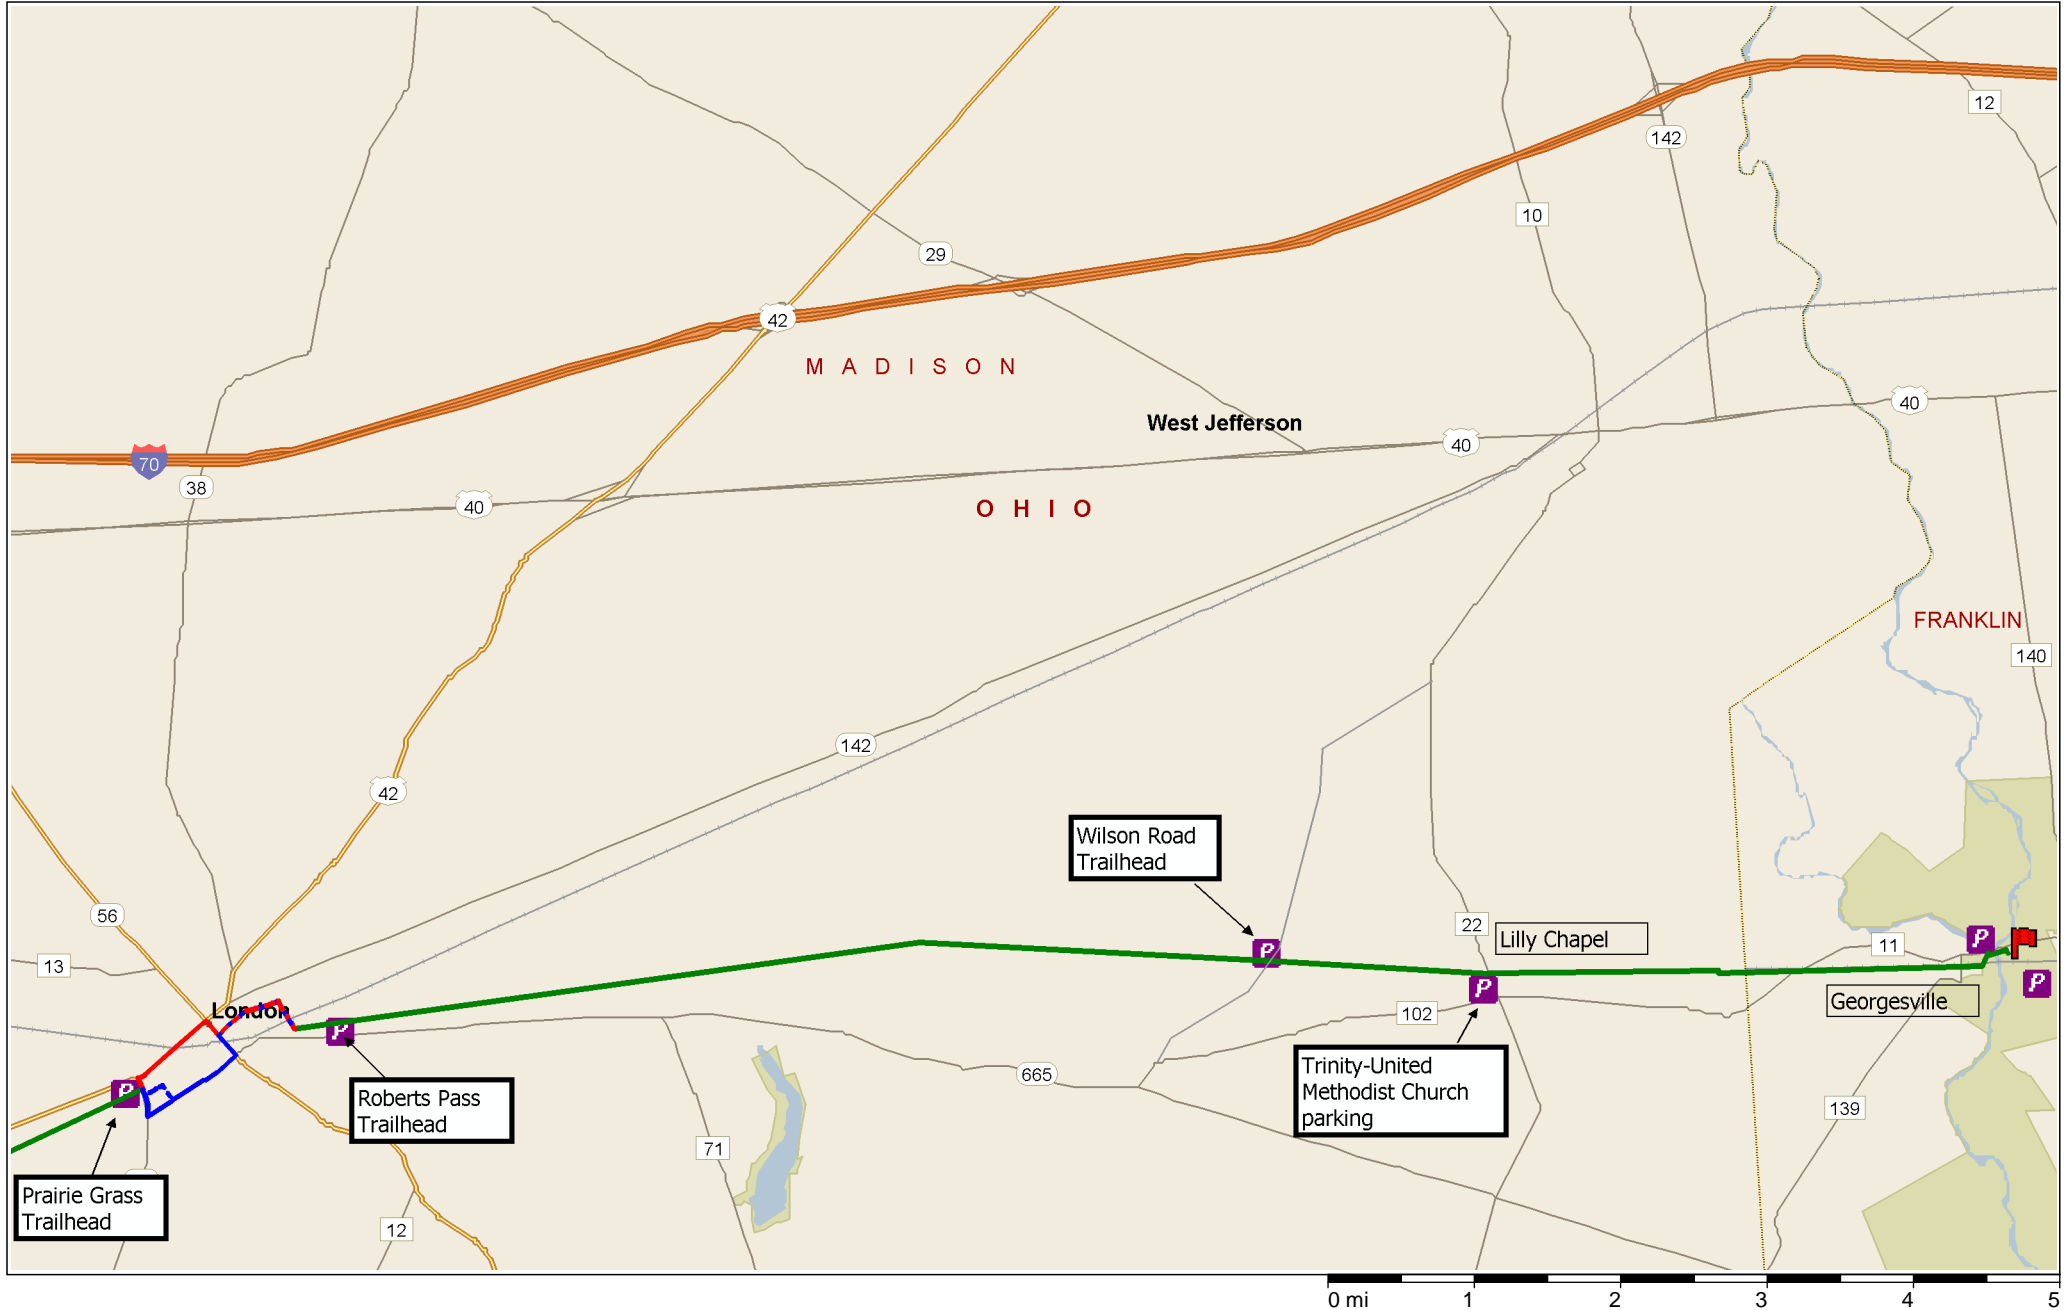 12
142
10
29
42
MADISON
40
West Jefferson
40
70
38
40
OHIO
FRANKLIN
140
142
42
Wilson Road
Trailhead
56
22
Lilly Chapel
11
13
London
Georgesville
102
665
Trinity-United
Methodist Church
parking
Roberts Pass
Trailhead
139
71
Prairie Grass
Trailhead
12
P
P
P
P
P
P
0 mi 1 2 3 4 5